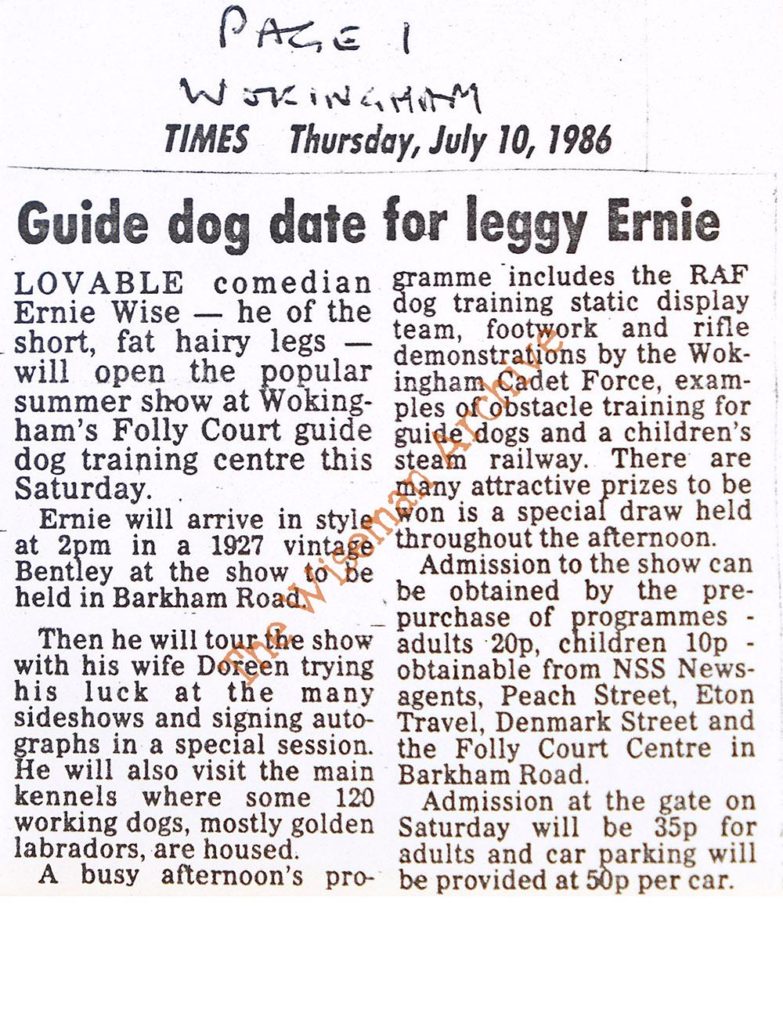 PAGE 1
WOKINGHAM
TIMES Thursday, July 10, 1986
Guide dog date for leggy Ernie
LOVABLE comedian
Ernie Wise — he of the
short, fat hairy legs —
will open the popular
summer show at Woking-
ham's Folly Court guide
dog training centre this
Saturday.
Ernie will arrive in style
at 2pm in a 1927 vintage
Bentley at the show to be
held in Barkham Road.
Then he will tour the show
with his wife Doreen trying
his luck at the many
sideshows and signing auto-
graphs in a special session.
He will also visit the main
kennels where some 120
working dogs, mostly golden
labradors, are housed.
A busy afternoon's pro-
gramme includes the RAF
dog training static display
team, footwork and rifle
demonstrations by the Wok-
ingham Cadet Force, exam-
ples of obstacle training for
guide dogs and a children's
steam railway. There are
many attractive prizes to be
won is a special draw held
throughout the afternoon.
Admission to the show can
be obtained by the pre-
purchase of programmes -
adults 20p, children 10p -
obtainable from NSS News-
agents, Peach Street, Eton
Travel, Denmark Street and
the Folly Court Centre in
Barkham Road.
Admission at the gate on
Saturday will be 35p for
adults and car parking will
be provided at 50p per car.
The Wiseman Archive